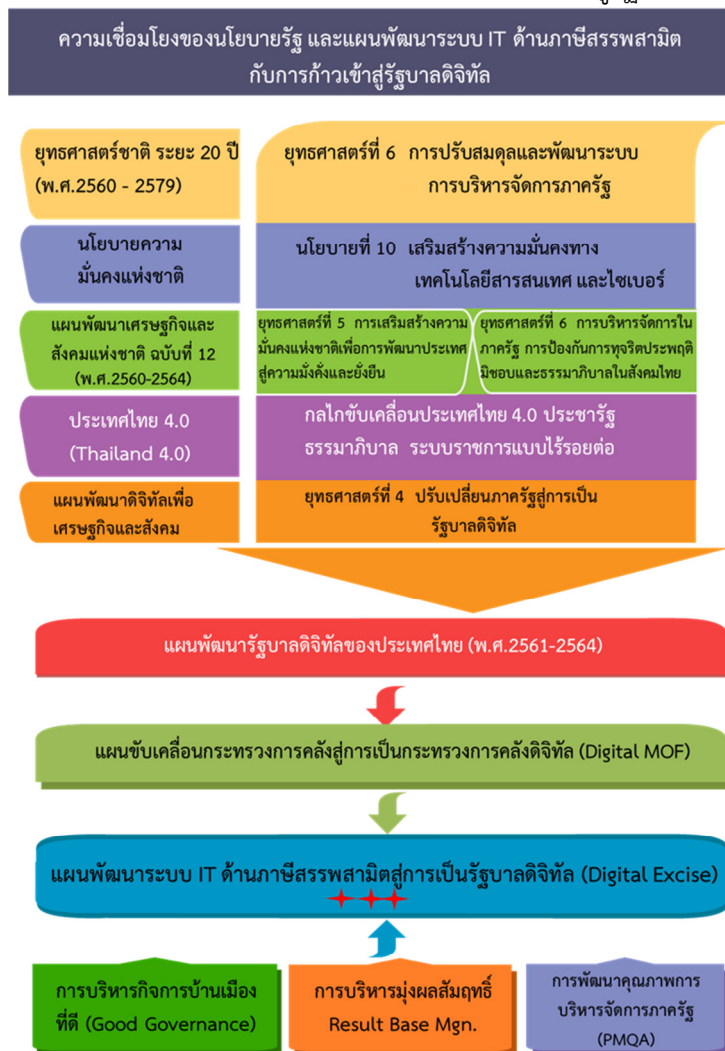 ความเชื่อมโยงของนโยบายรัฐ และแผนพัฒนาระบบ IT ด้านภาษีสรรพสามิต
กับการก้าวเข้าสู่รัฐบาลดิจิทัล
ยุทธศาสตร์ชาติ ระยะ 20 ปี
(พ.ศ.2560 - 2579)
ยุทธศาสตร์ที่ 6 การปรับสมดุลและพัฒนาระบบ
การบริหารจัดการภาครัฐ
นโยบายความ
มั่นคงแห่งชาติ
นโยบายที่ 10 เสริมสร้างความมั่นคงทาง
เทคโนโลยีสารสนเทศ และไซเบอร์
แผนพัฒนาเศรษฐกิจและ
สังคมแห่งชาติ ฉบับที่ 12
(พ.ศ.2560-2564)
ยุทธศาสตร์ที่ 5 การเสริมสร้างความ
มั่นคงแห่งชาติเพื่อการพัฒนาประเทศ
สู่ความมั่งคั่งและยั่งยืน
ยุทธศาสตร์ที่ 6 การบริหารจัดการใน
ภาครัฐ การป้องกันการทุจริตประพฤติ
มิชอบและธรรมาภิบาลในสังคมไทย
ประเทศไทย 4.0
(Thailand 4.0)
กลไกขับเคลื่อนประเทศไทย 4.0 ประชารัฐ
ธรรมาภิบาล ระบบราชการแบบไร้รอยต่อ
แผนพัฒนาดิจิทัลเพื่อ
เศรษฐกิจและสังคม
ยุทธศาสตร์ที่ 4 ปรับเปลี่ยนภาครัฐสู่การเป็น
รัฐบาลดิจิทัล
แผนพัฒนารัฐบาลดิจิทัลของประเทศไทย (พ.ศ.2561-2564)
แผนขับเคลื่อนกระทรวงการคลังสู่การเป็นกระทรวงการคลังดิจิทัล (Digital MOF)
แผนพัฒนาระบบ IT ด้านภาษีสรรพสามิตสู่การเป็นรัฐบาลดิจิทัล (Digital Excise)
การบริหารกิจการบ้านเมือง
ที่ดี (Good Governance)
การบริหารมุ่งผลสัมฤทธิ์
Result Base Mgn.
การพัฒนาคุณภาพการ
บริหารจัดการภาครัฐ
(PMQA)